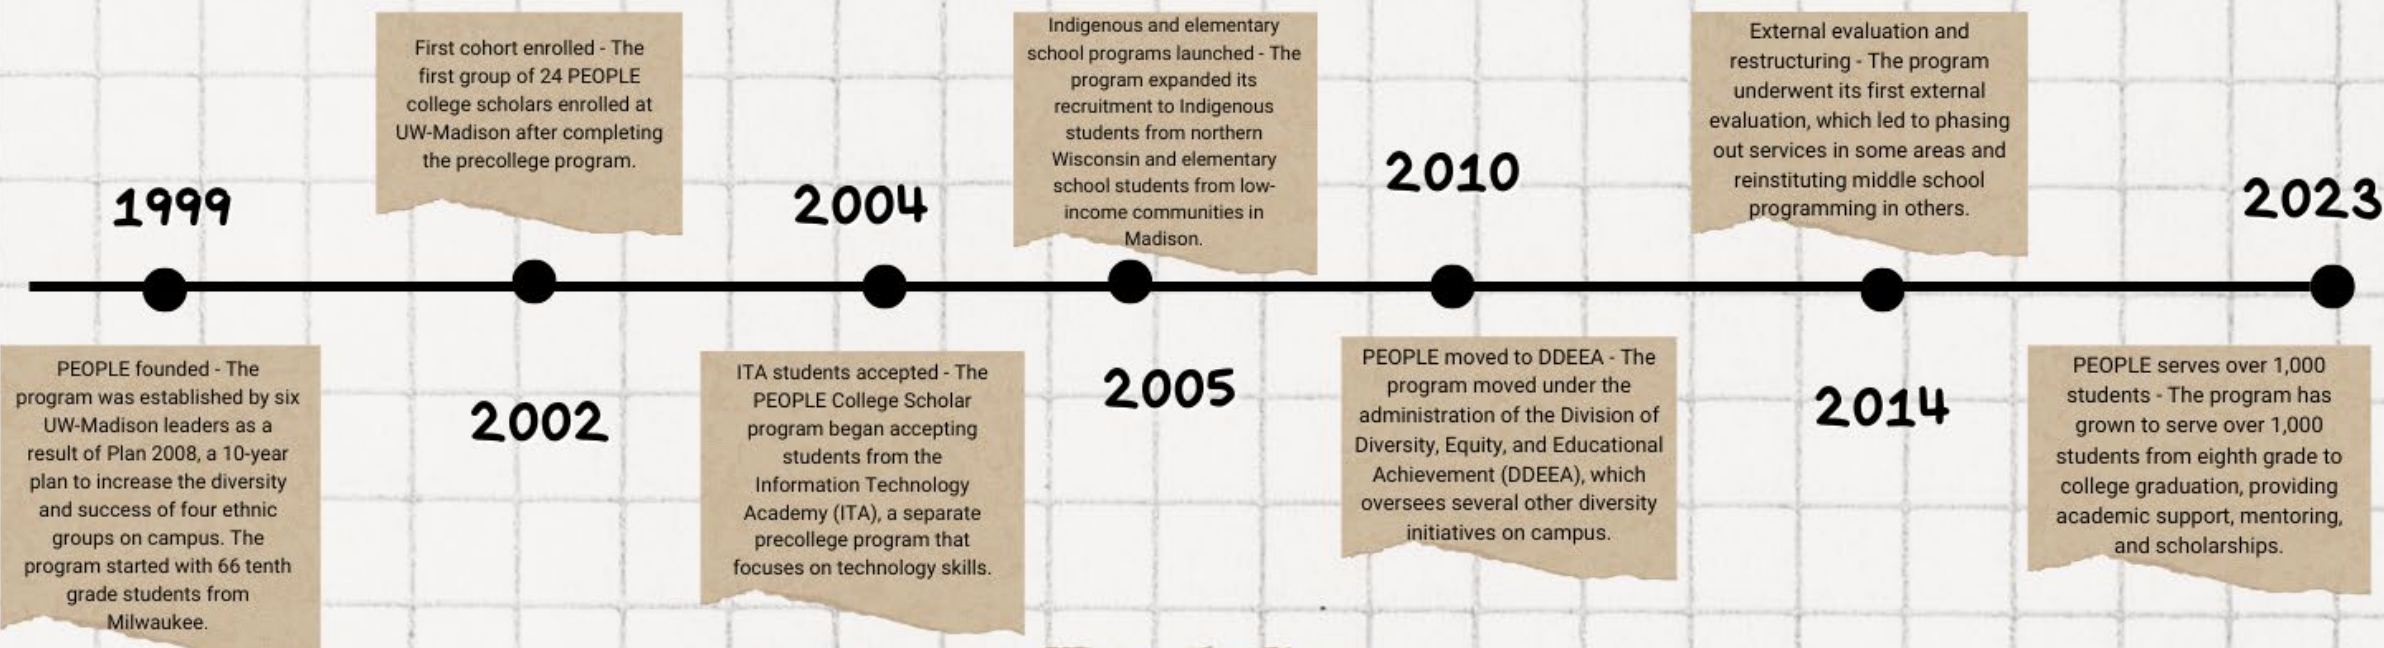 1999
PEOPLE founded - The
program was established by six
UW-Madison leaders as a
result of Plan 2008, a 10-year
plan to increase the diversity
and success of four ethnic
groups on campus. The
program started with 66 tenth
grade students from
Milwaukee.
First cohort enrolled - The
first group of 24 PEOPLE
college scholars enrolled at
UW-Madison after completing
the precollege program.
2002
2004
ITA students accepted - The
PEOPLE College Scholar
program began accepting
students from the
Information Technology
Academy (ITA), a separate
precollege program that
focuses on technology skills.
Indigenous and elementary
school programs launched - The
program expanded its
recruitment to Indigenous
students from northern
Wisconsin and elementary
school students from low-
income communities in
Madison.
2005
2010
PEOPLE moved to DDEEA - The
program moved under the
administration of the Division of
Diversity, Equity, and Educational
Achievement (DDEEA), which
oversees several other diversity
initiatives on campus.
External evaluation and
restructuring - The program
underwent its first external
evaluation, which led to phasing
out services in some areas and
reinstituting middle school
programming in others.
2014
2023
PEOPLE serves over 1,000
students - The program has
grown to serve over 1,000
students from eighth grade to
college graduation, providing
academic support, mentoring,
and scholarships.